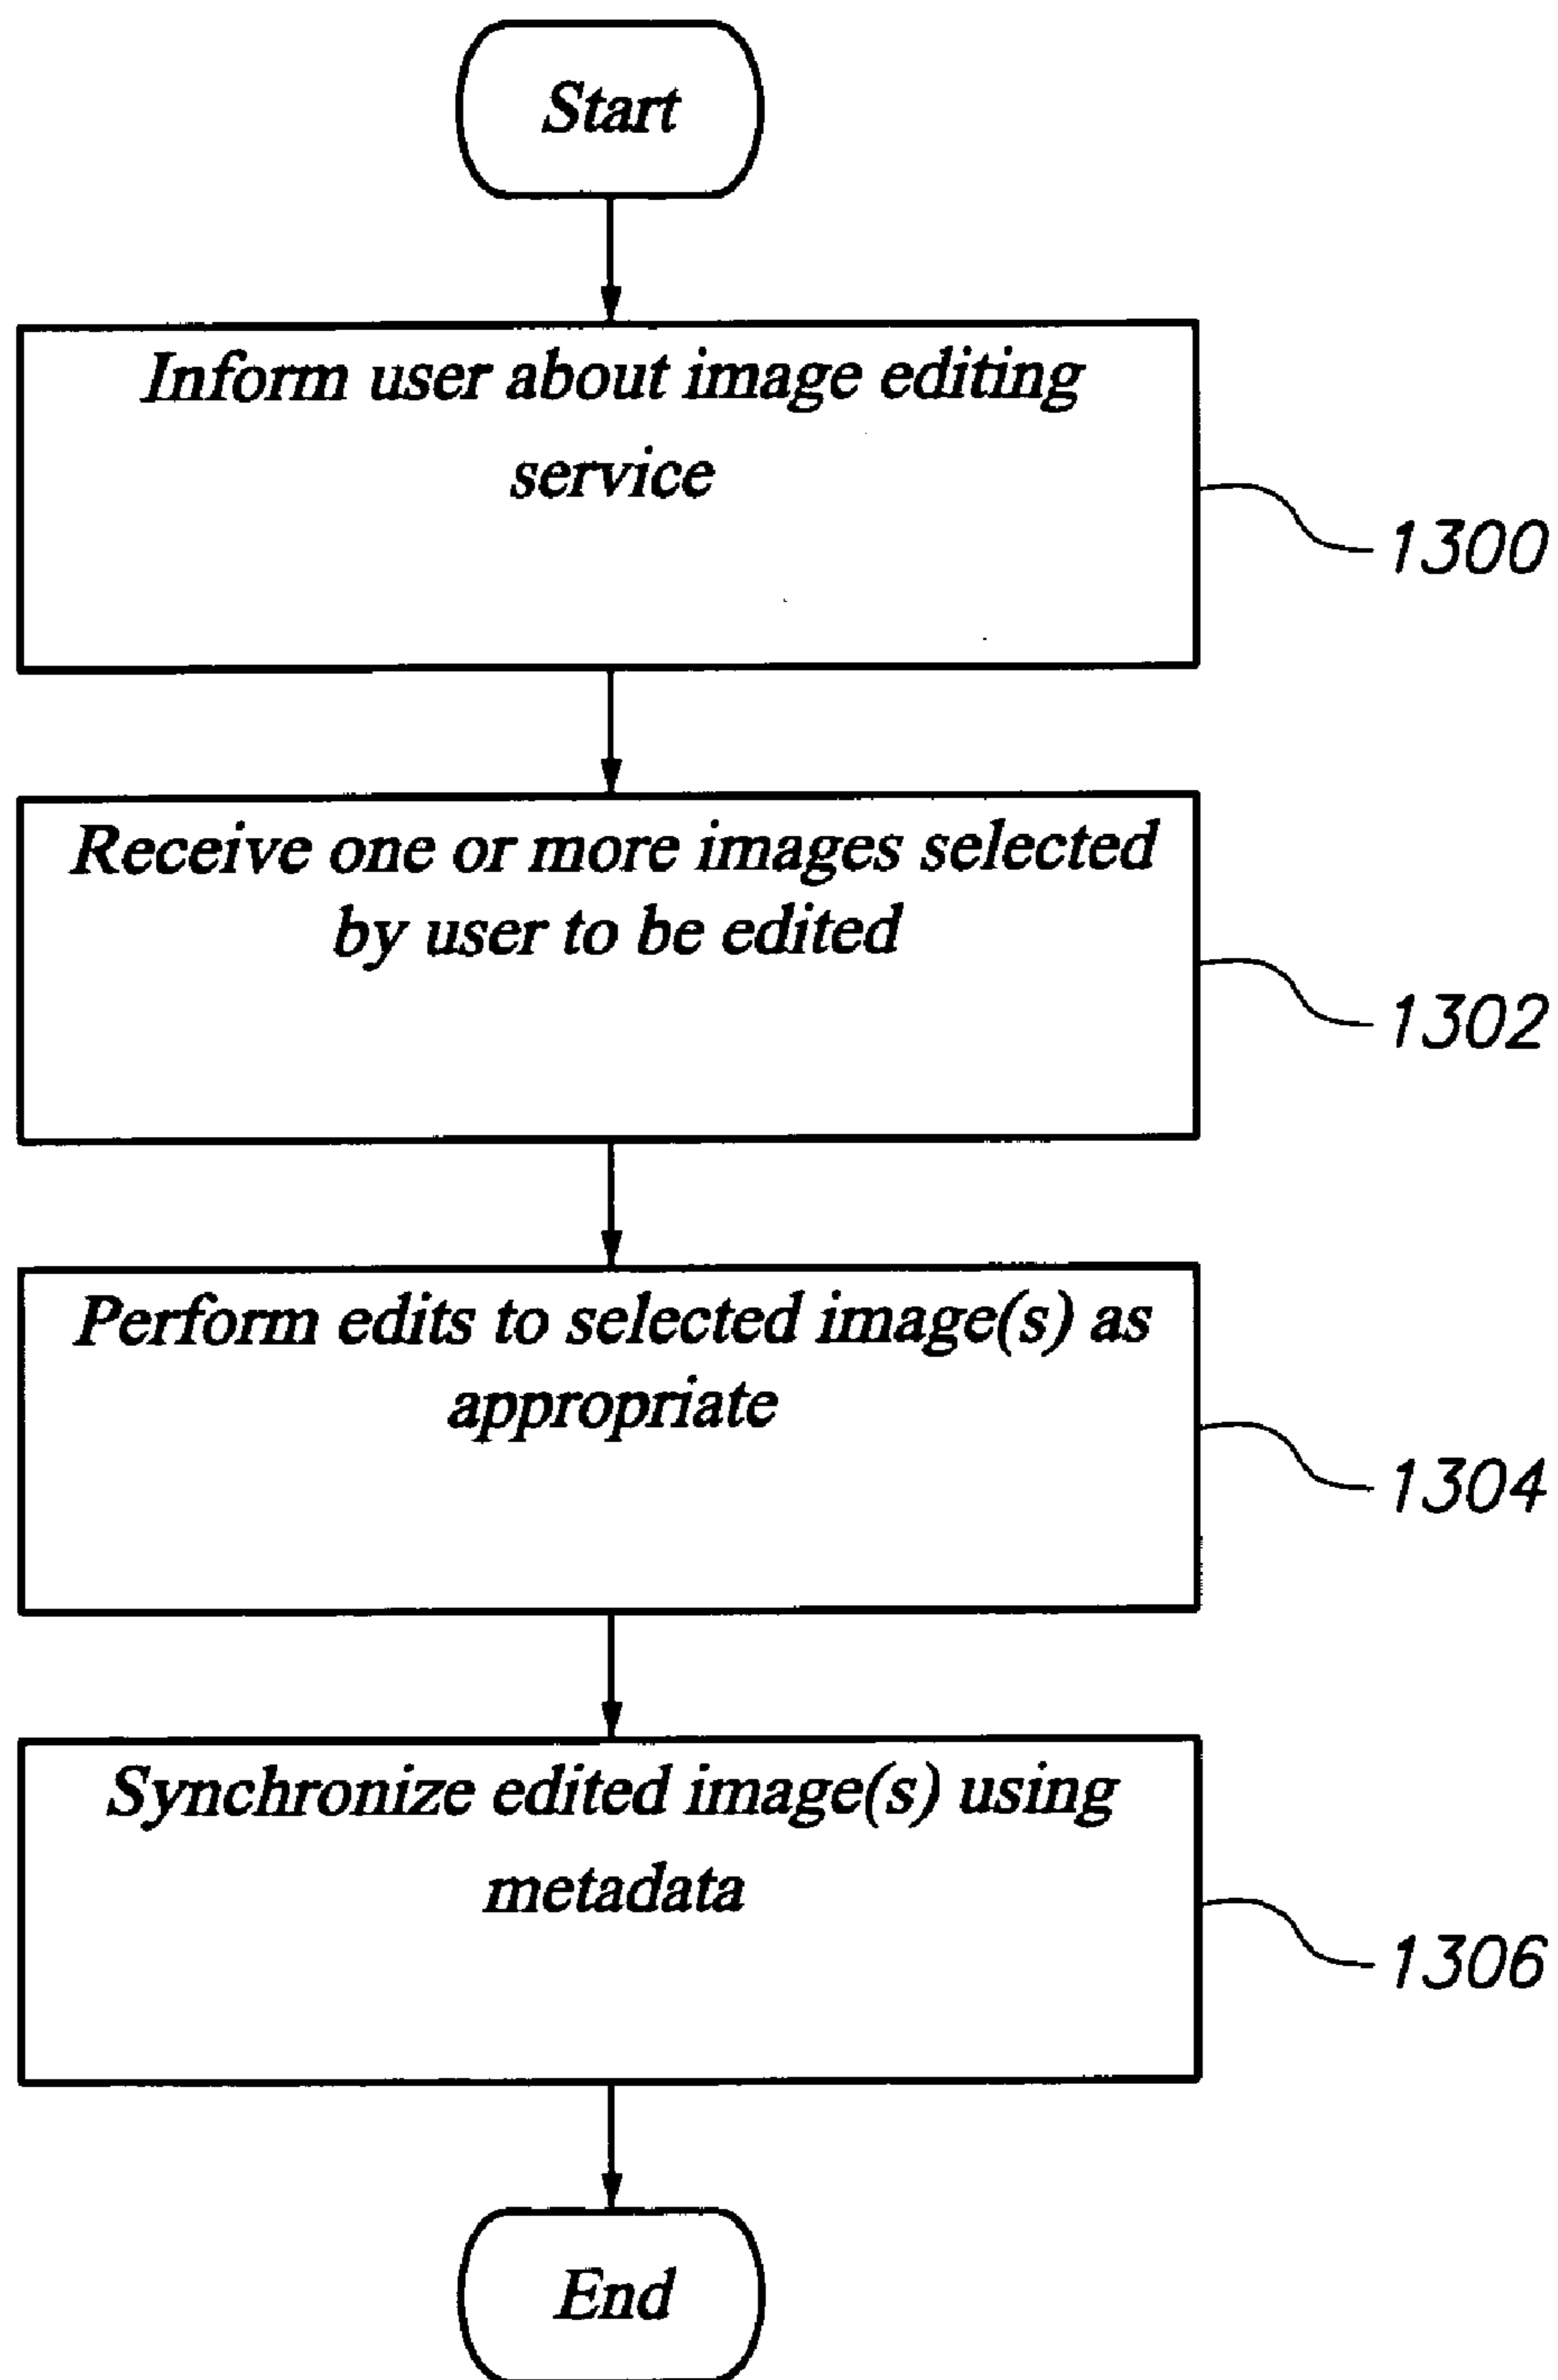 Start
Inform user about image editing
service
1300
Receive one or more images selected
by user to be edited
1302
Perform edits to selected image(s) as
appropriate
1304
Synchronize edited image(s) using
metadata
1306
End